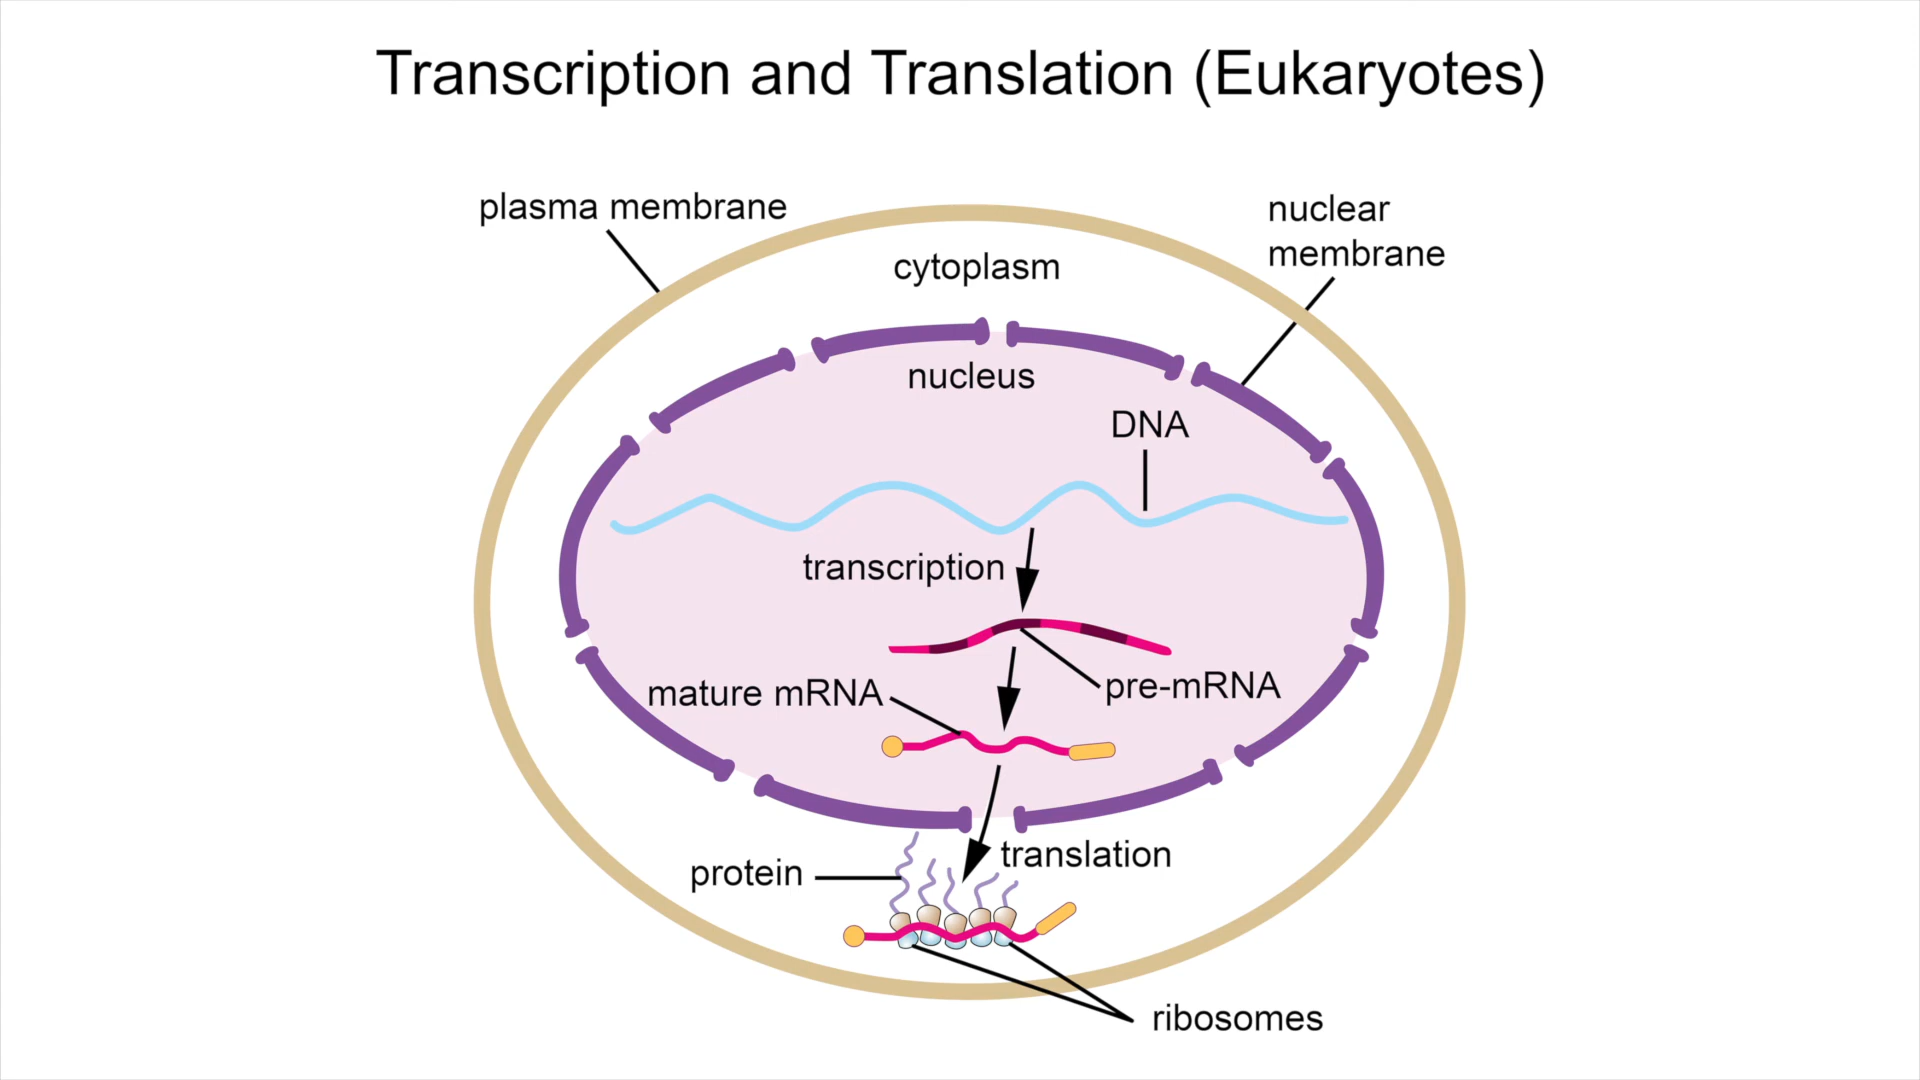 Transcription and Translation (Eukaryotes)
plasma membrane
nuclear
membrane
cytoplasm
nucleus
DNA
transcription
pre-mRNA
mature mRNA
translation
protein
ribosomes